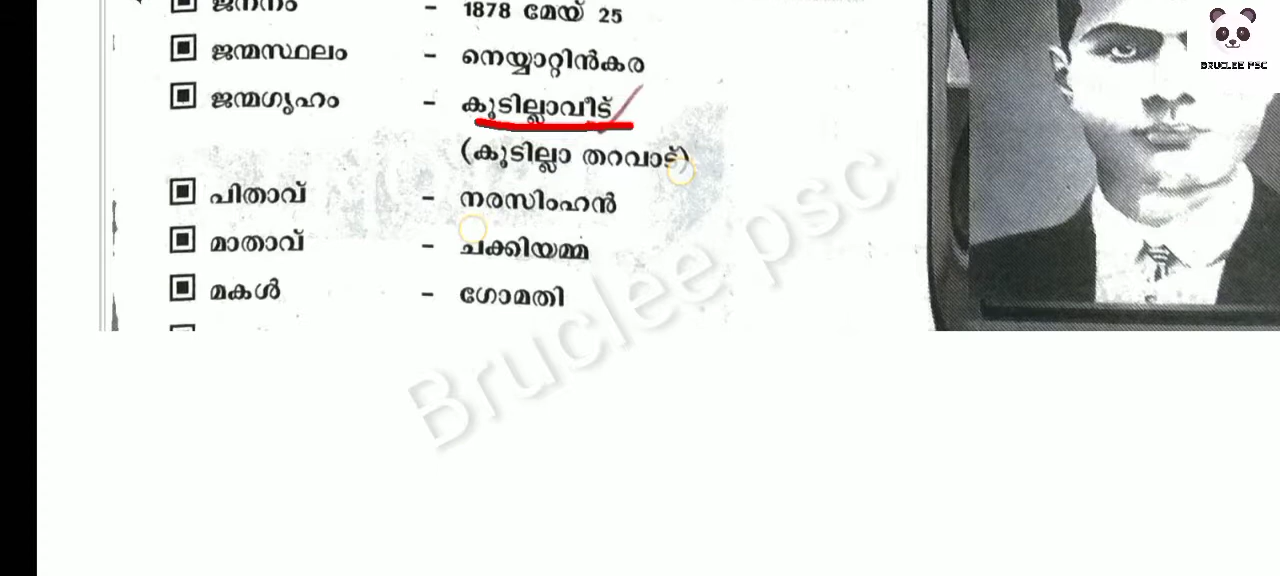 ജനനം - 1878 മേയ് 25
ജന്മസ്ഥലം - നെയ്യാറ്റിൻകര
ജന്മഗൃഹം - കൂടില്ലാവീട്
(കൂടില്ലാ തറവാട്)
പിതാവ് - നരസിംഹൻ
മാതാവ് - ചക്കിയമ്മ
മകൾ - ഗോമതി
BRUCLEE PSC
Bruclee psc